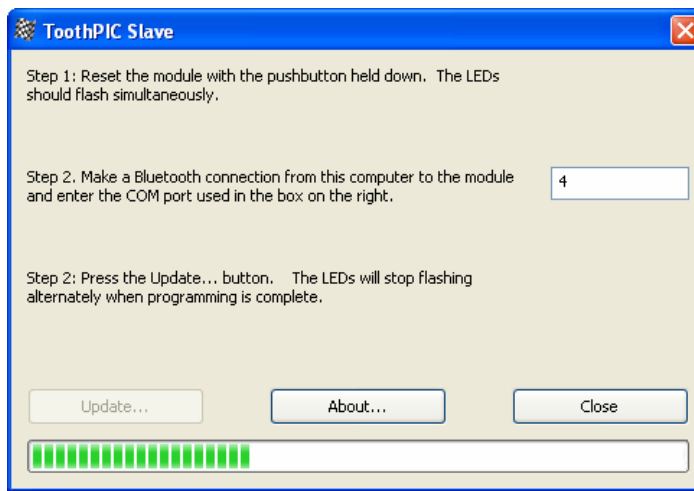 ToothPIC Slave
Step 1: Reset the module with the pushbutton held down.  The LEDs
should flash simultaneously.
Step 2. Make a Bluetooth connection from this computer to the module
and enter the COM port used in the box on the right.
4
Step 2: Press the Update... button.   The LEDs will stop flashing
alternately when programming is complete.
Update... About... Close